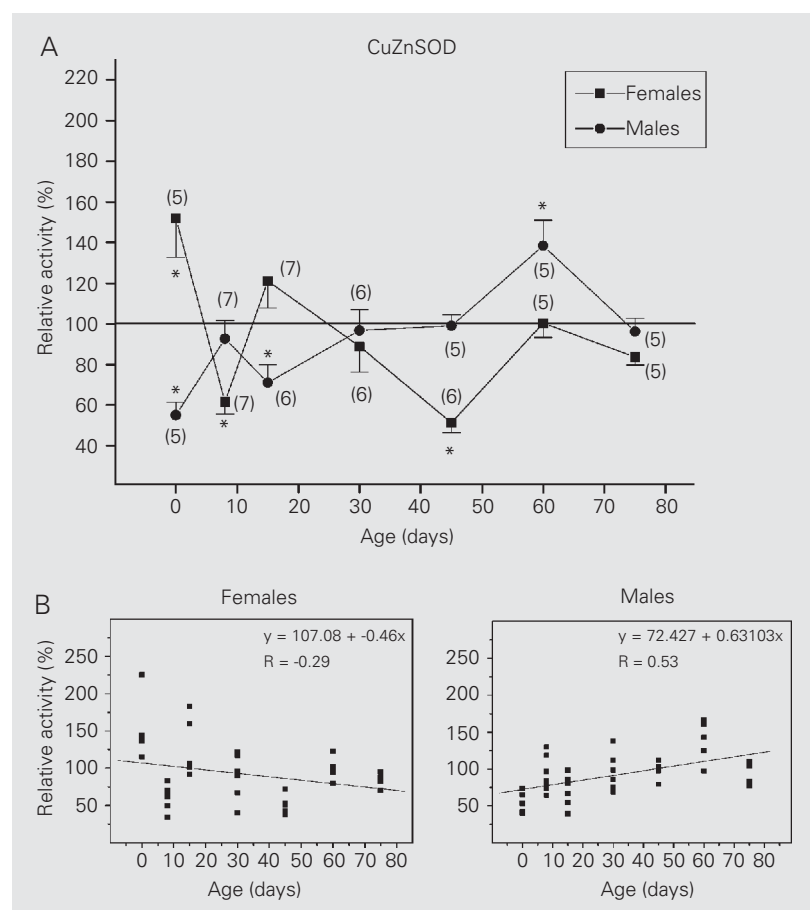 A
CuZnSOD
Relative activity (%)
220
200
180
160
140
120
100
80
60
40
Females
Males
(5)
*
*
(5)
(7)
(7)
*
(7)
*
(6)
(6)
(6)
(5)
(6)
*
*
(5)
(5)
(5)
(5)
0 10 20 30 40 50 60 70 80
Age (days)
B
Females
Relative activity (%)
y = 107.08 + -0.46x
R = -0.29
250
200
150
100
50
0 10 20 30 40 50 60 70 80
Age (days)
Males
y = 72.427 + 0.63103x
R = 0.53
250
200
150
100
50
0 10 20 30 40 50 60 70 80
Age (days)